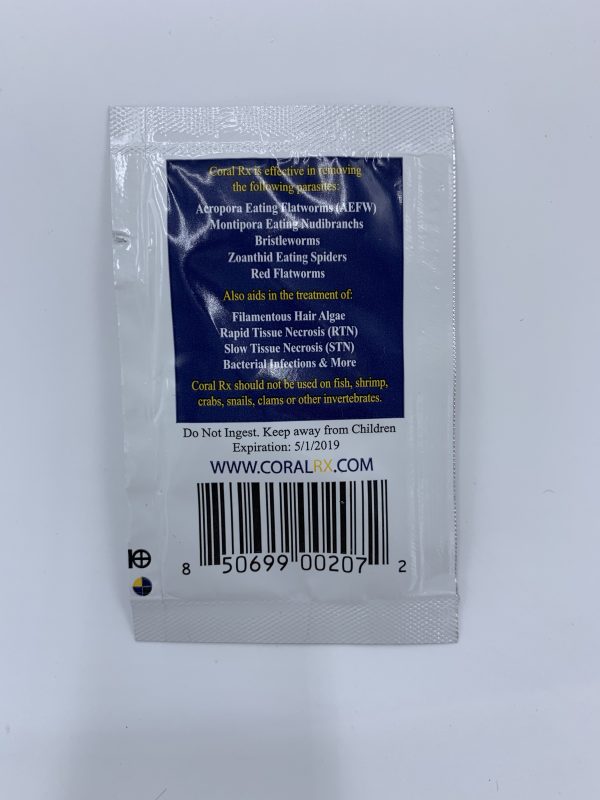 Coral Rx is effective in removing
the following parasites:
Acropora Eating Flatworms (AEFW)
Montipora Eating Nudibranchs
Bristleworms
Zoanthid Eating Spiders
Red Flatworms
Also aids in the treatment of:
Filamentous Hair Algae
Rapid Tissue Necrosis (RTN)
Slow Tissue Necrosis (STN)
Bacterial Infections & More
Coral Rx should not be used on fish, shrimp,
crabs, snails, clams or other invertebrates.
Do Not Ingest. Keep away from Children
Expiration: 5/1/2019
WWW.CORALRX.COM
8 50699 00207 2